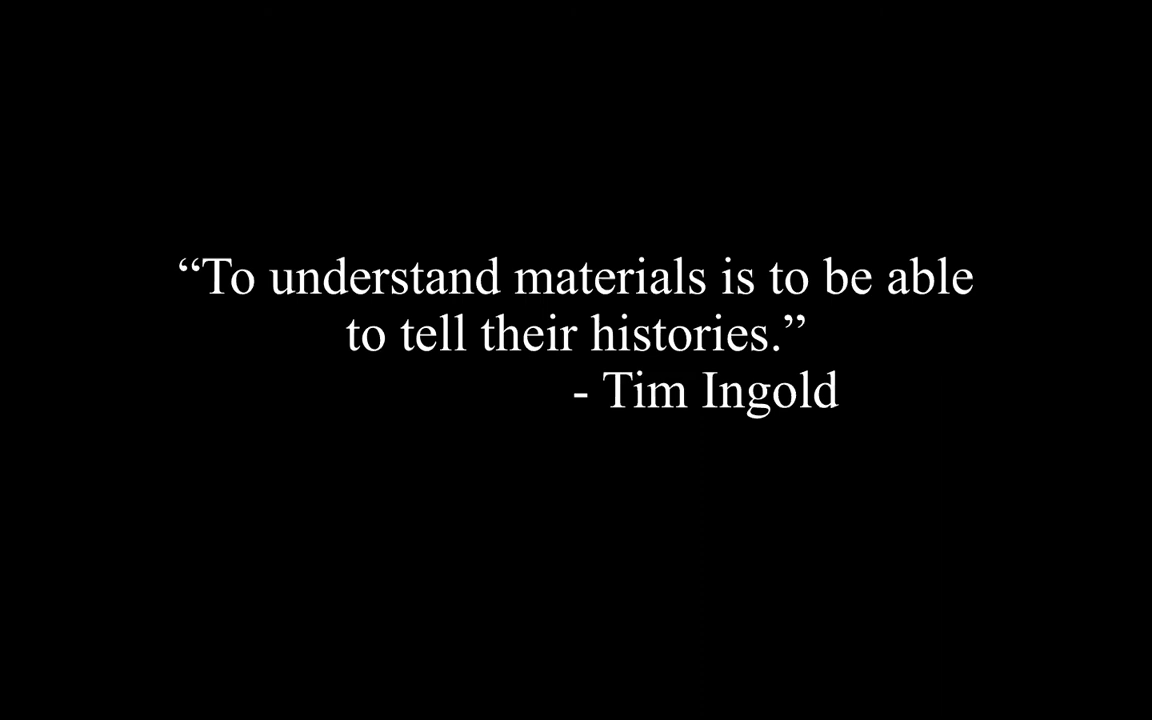 “To understand materials is to be able
to tell their histories.”
- Tim Ingold